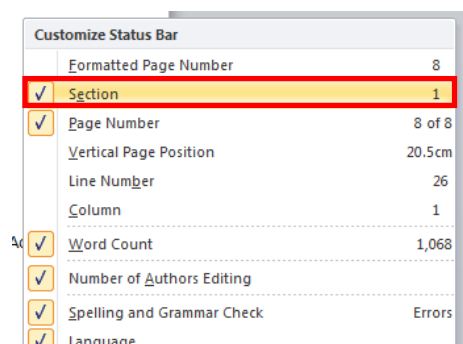 Customize Status Bar
Formatted Page Number 8
Section 1
Page Number 8 of 8
Vertical Page Position 20.5cm
Line Number 26
Column 1
Word Count 1,068
Number of Authors Editing
Spelling and Grammar Check Errors
Language